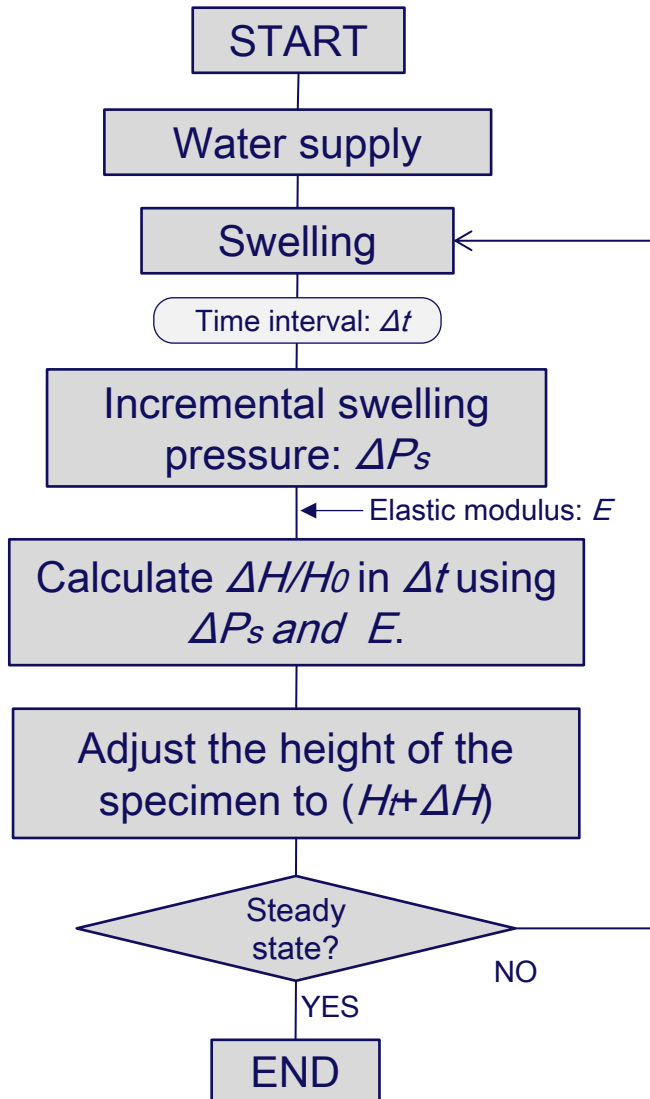 START
Water supply
Swelling
Time interval: Δt
Incremental swelling
pressure: ΔPs
Elastic modulus: E
Calculate ΔH/H0 in Δt using
ΔPs and E.
Adjust the height of the
specimen to (Ht+ΔH)
Steady
state?
NO
YES
END